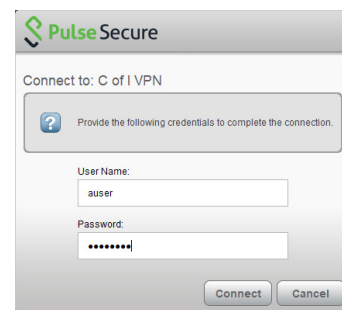 Pulse Secure
Connect to: C of I VPN
Provide the following credentials to complete the connection.
User Name:
auser
Password:
••••••••
Connect Cancel